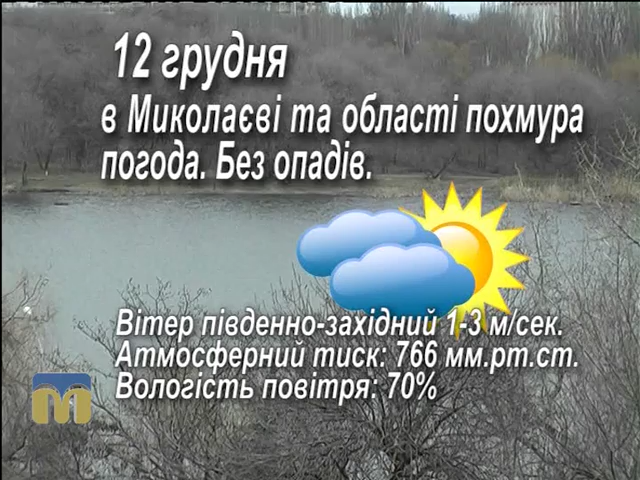 12 грудня
в Миколаєві та області похмура
погода. Без опадів.
Вітер південно-західний 1-3 м/сек.
Атмосферний тиск: 766 мм.рт.ст.
Вологість повітря: 70%
М